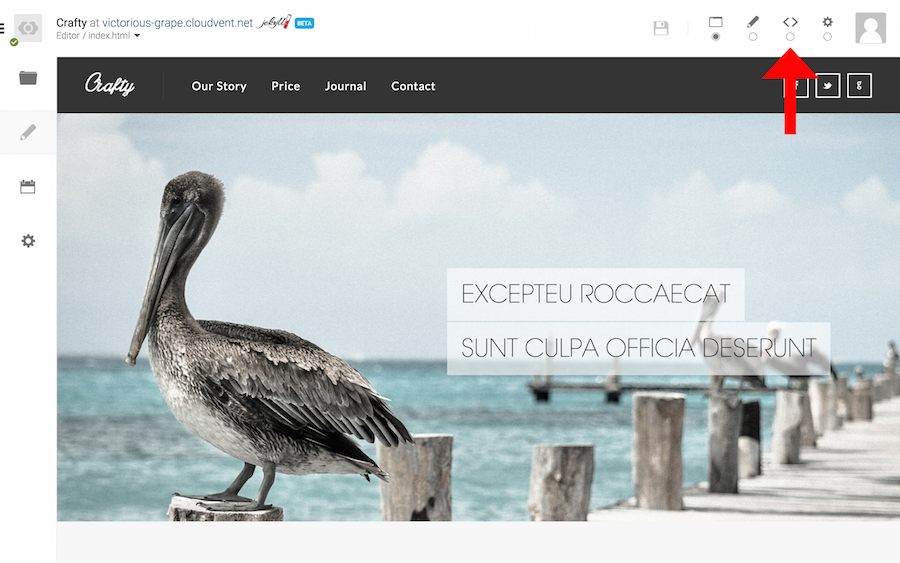 Crafty at victorious-grape.cloudvent.net jekyll BETA
Editor / index.html
Crafty
Our Story Price Journal Contact
g
EXCEPTEU ROCCAECAT
SUNT CULPA OFFICIA DESERUNT